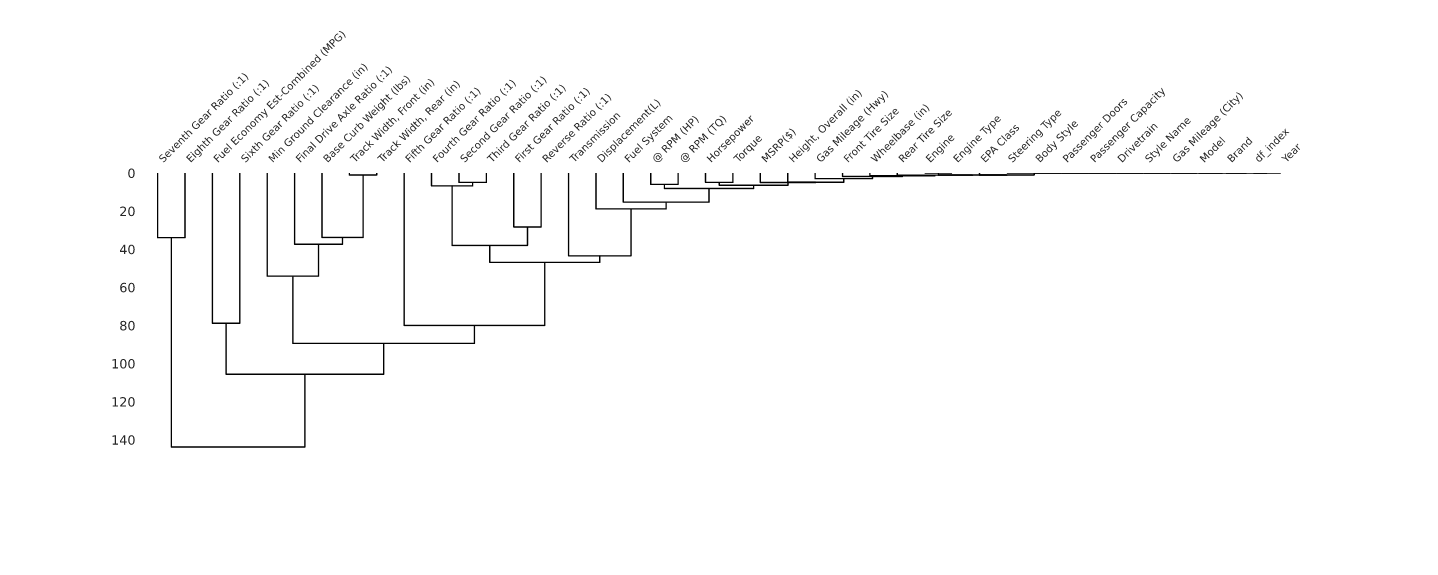 Seventh Gear Ratio (:1)
Eighth Gear Ratio (:1)
Fuel Economy Est-Combined (MPG)
Sixth Gear Ratio (:1)
Min Ground Clearance (in)
Final Drive Axle Ratio (:1)
Base Curb Weight (lbs)
Track Width, Front (in)
Track Width, Rear (in)
Fifth Gear Ratio (:1)
Fourth Gear Ratio (:1)
Second Gear Ratio (:1)
Third Gear Ratio (:1)
First Gear Ratio (:1)
Reverse Ratio (:1)
Transmission
Displacement(L)
Fuel System
@ RPM (HP)
@ RPM (TQ)
Horsepower
Torque
MSRP($)
Height, Overall (in)
Gas Mileage (Hwy)
Front Tire Size
Wheelbase (in)
Rear Tire Size
Engine
Engine Type
EPA Class
Steering Type
Body Style
Passenger Doors
Passenger Capacity
Drivetrain
Style Name
Gas Mileage (City)
Model
Brand
df_index
Year
0
20
40
60
80
100
120
140